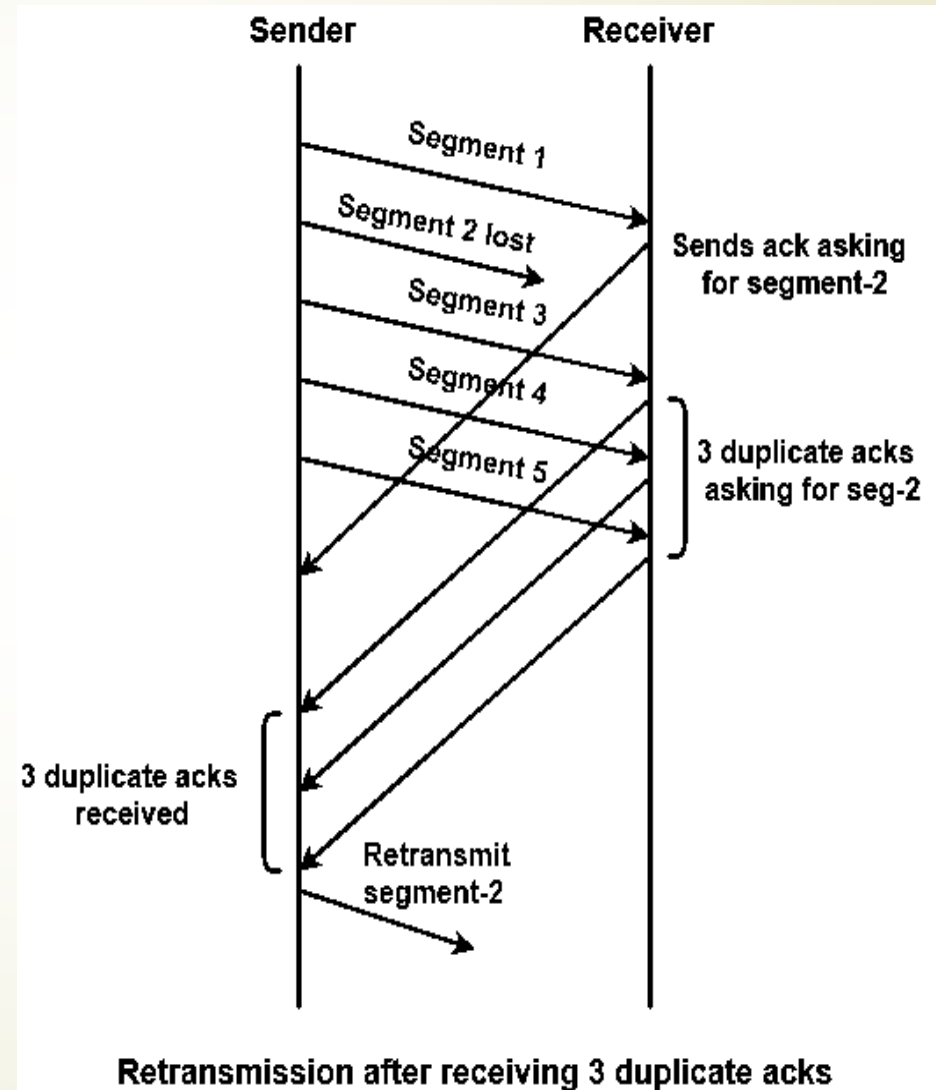 Sender
Receiver
Segment 1
Segment 2 lost
Sends ack asking
for segment-2
Segment 3
Segment 4
Segment 5
3 duplicate acks
asking for seg-2
3 duplicate acks
received
Retransmit
segment-2
Retransmission after receiving 3 duplicate acks